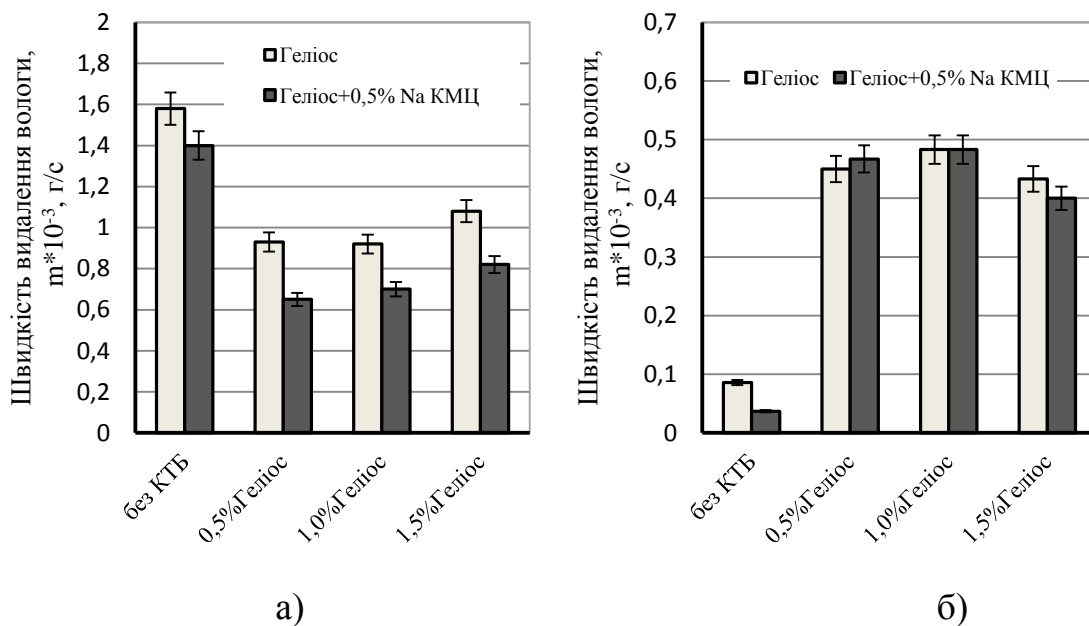 Швидкість видалення вологи,
m*10⁻³, г/с
2
1,8
1,6
1,4
1,2
1
0,8
0,6
0,4
0,2
0
Геліос
Геліос+0,5% Na КМЦ
без КТБ
0,5%Геліос
1,0%Геліос
1,5%Геліос
а)
Швидкість видалення вологи,
m*10⁻³, г/с
0,7
0,6
0,5
0,4
0,3
0,2
0,1
0
Геліос Геліос+0,5% Na КМЦ
без КТБ
0,5%Геліос
1,0%Геліос
1,5%Геліос
б)